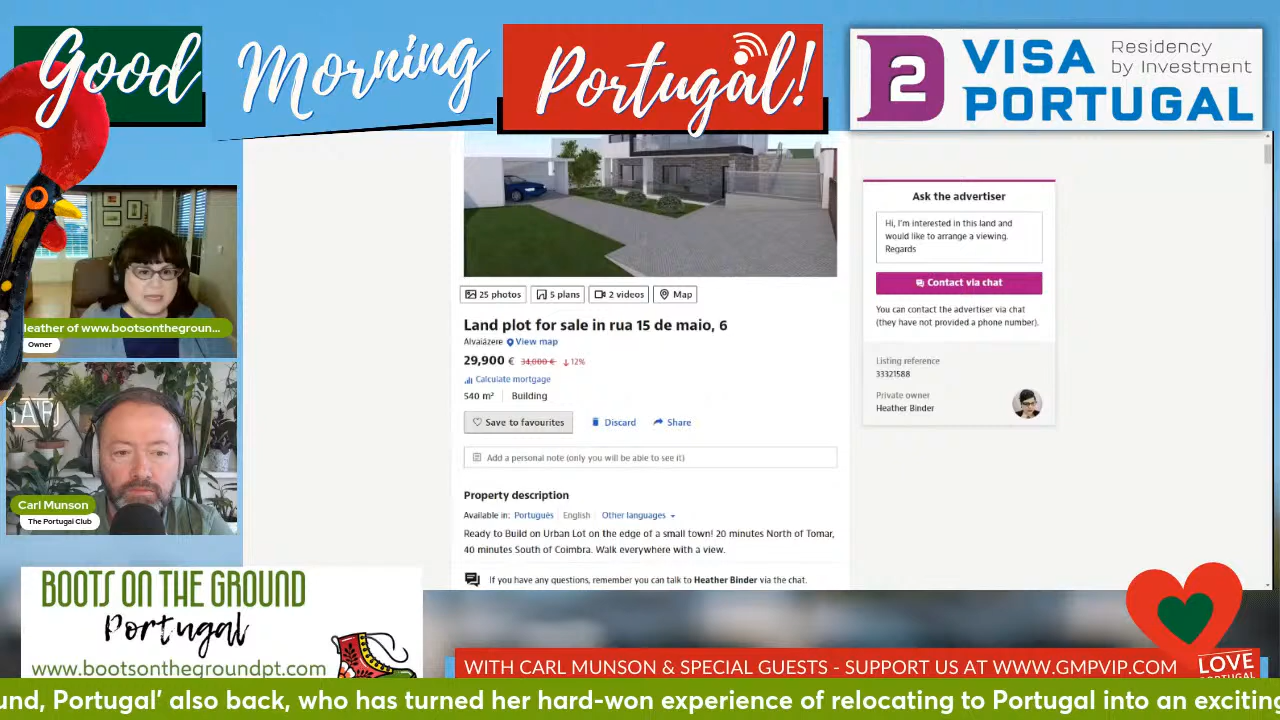 Good Morning Portugal!
D2 VISA PORTUGAL Residency by Investment
Ask the advertiser
Hi, I'm interested in this land and
would like to arrange a viewing.
Regards
Contact via chat
You can contact the advertiser via chat
(they have not provided a phone number).
Listing reference
33321588
Private owner
Heather Binder
25 photos
5 plans
2 videos
Map
Land plot for sale in rua 15 de maio, 6
Alvaiázere View map
29,900 € 34,000 € 12%
Calculate mortgage
540 m² Building
Save to favourites Discard Share
Add a personal note (only you will be able to see it)
Property description
Available in: Português English Other languages
Ready to Build on Urban Lot on the edge of a small town! 20 minutes North of Tomar,
40 minutes South of Coimbra. Walk everywhere with a view.
If you have any questions, remember you can talk to Heather Binder via the chat.
Heather of www.bootsonthegroun...
Owner
Carl Munson
The Portugal Club
BOOTS ON THE GROUND
Portugal
www.bootsonthegroundpt.com
WITH CARL MUNSON & SPECIAL GUESTS - SUPPORT US AT WWW.GMPVIP.COM
LOVE
PORTUGAL
und, Portugal' also back, who has turned her hard-won experience of relocating to Portugal into an exciting